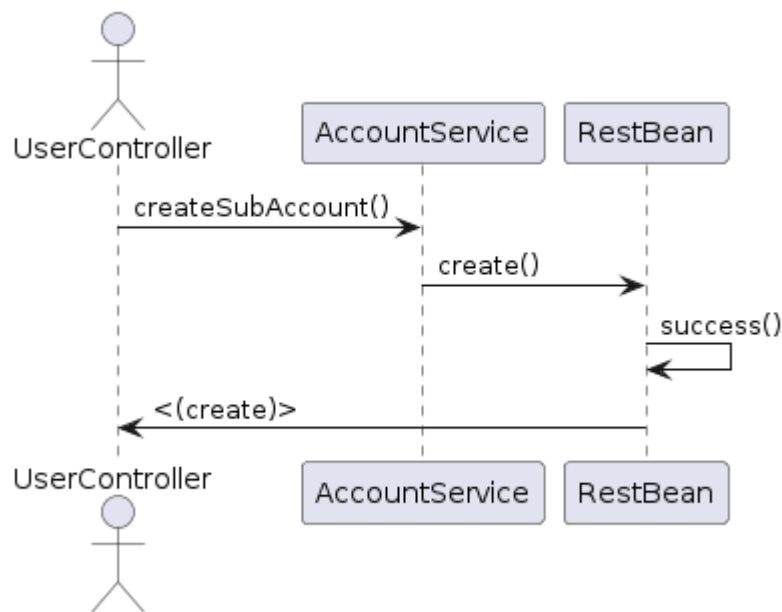 UserController
AccountService
RestBean
createSubAccount()
create()
success()
<(create)>
UserController
AccountService
RestBean